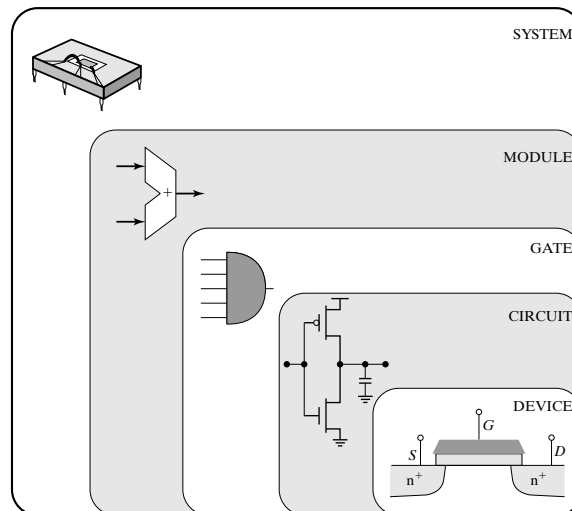 SYSTEM
MODULE
+
GATE
CIRCUIT
DEVICE
G
S
D
n+
n+